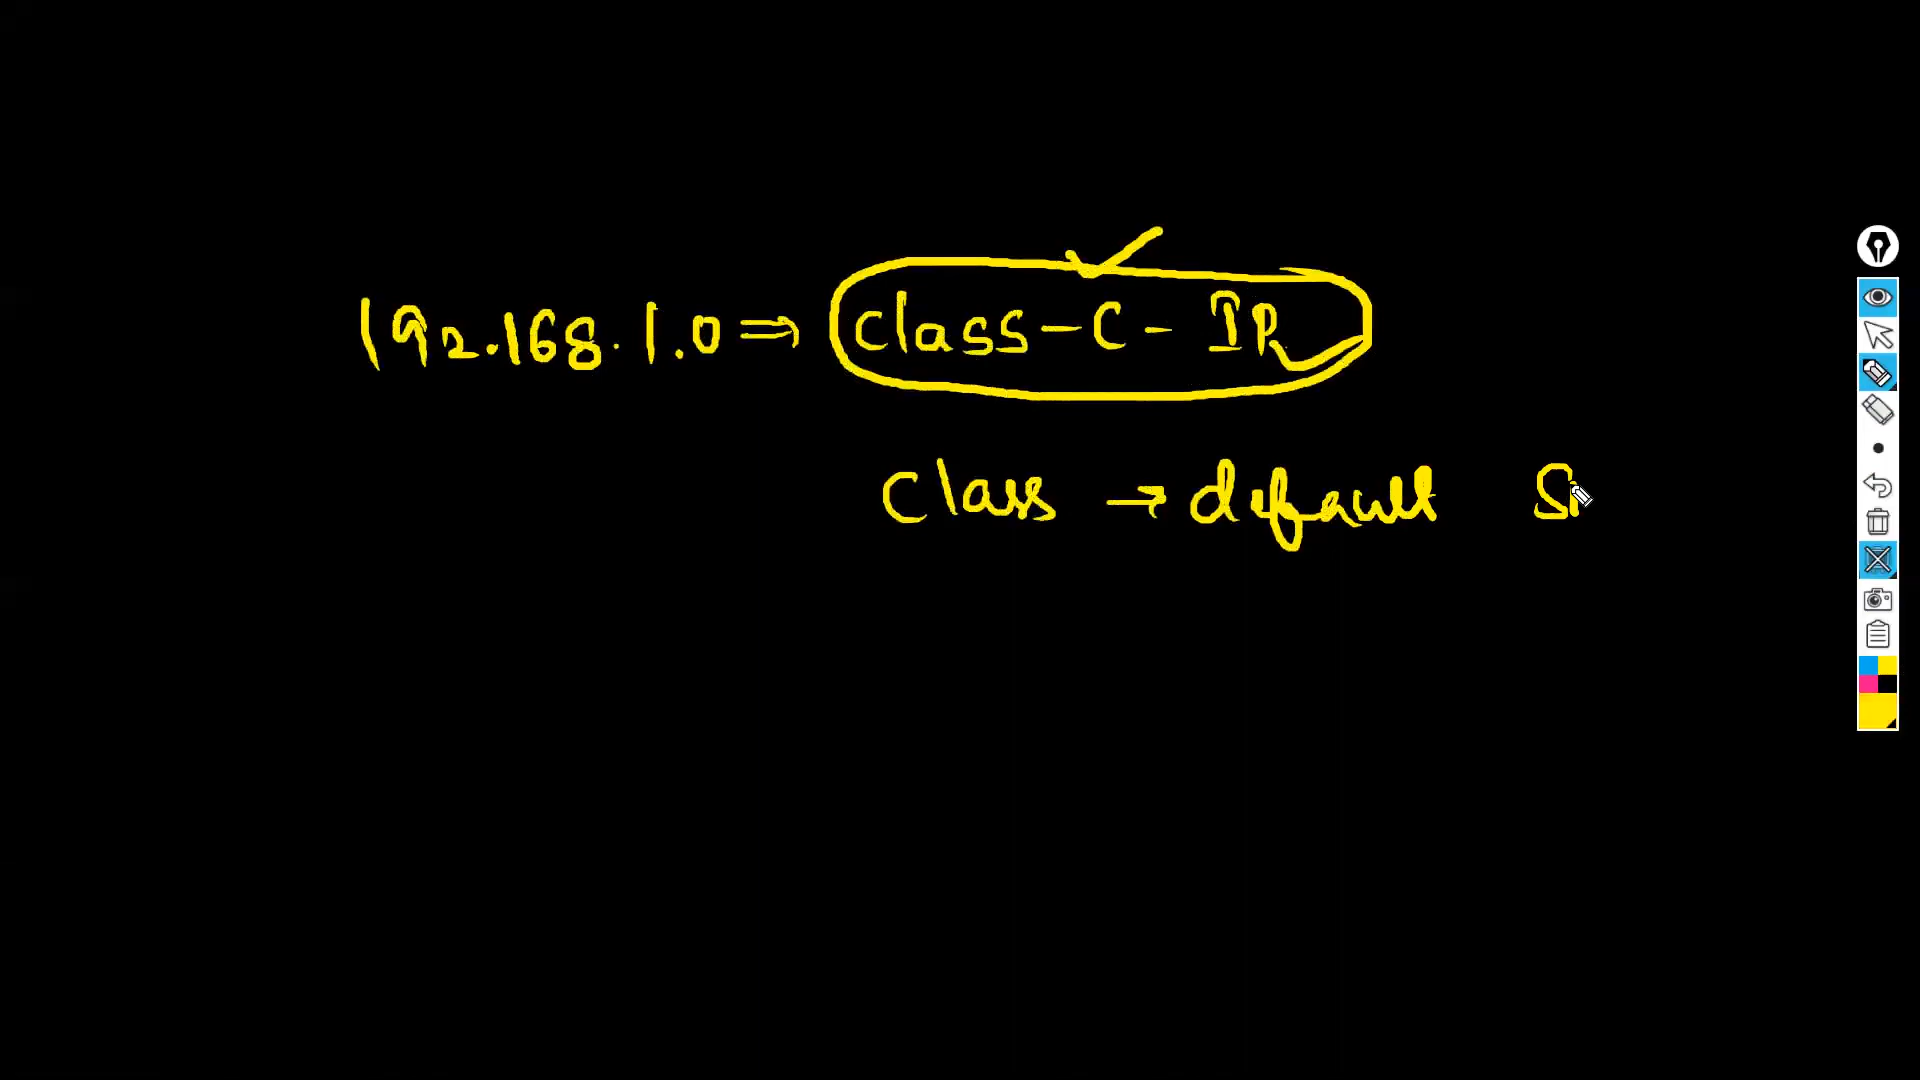 192.168.1.0 ⇒ class-C-IP
class → default S